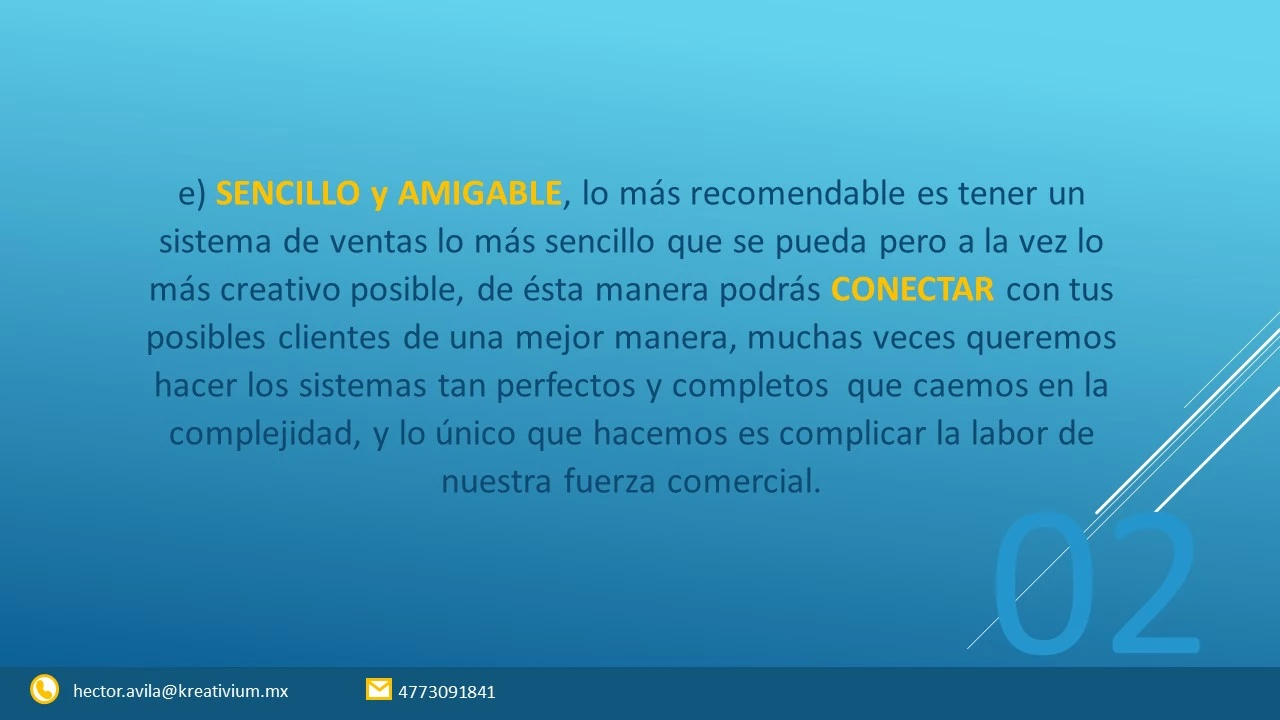 e) SENCILLO y AMIGABLE, lo más recomendable es tener un
sistema de ventas lo más sencillo que se pueda pero a la vez lo
más creativo posible, de ésta manera podrás CONECTAR con tus
posibles clientes de una mejor manera, muchas veces queremos
hacer los sistemas tan perfectos y completos  que caemos en la
complejidad, y lo único que hacemos es complicar la labor de
nuestra fuerza comercial.
02
hector.avila@kreativium.mx
4773091841